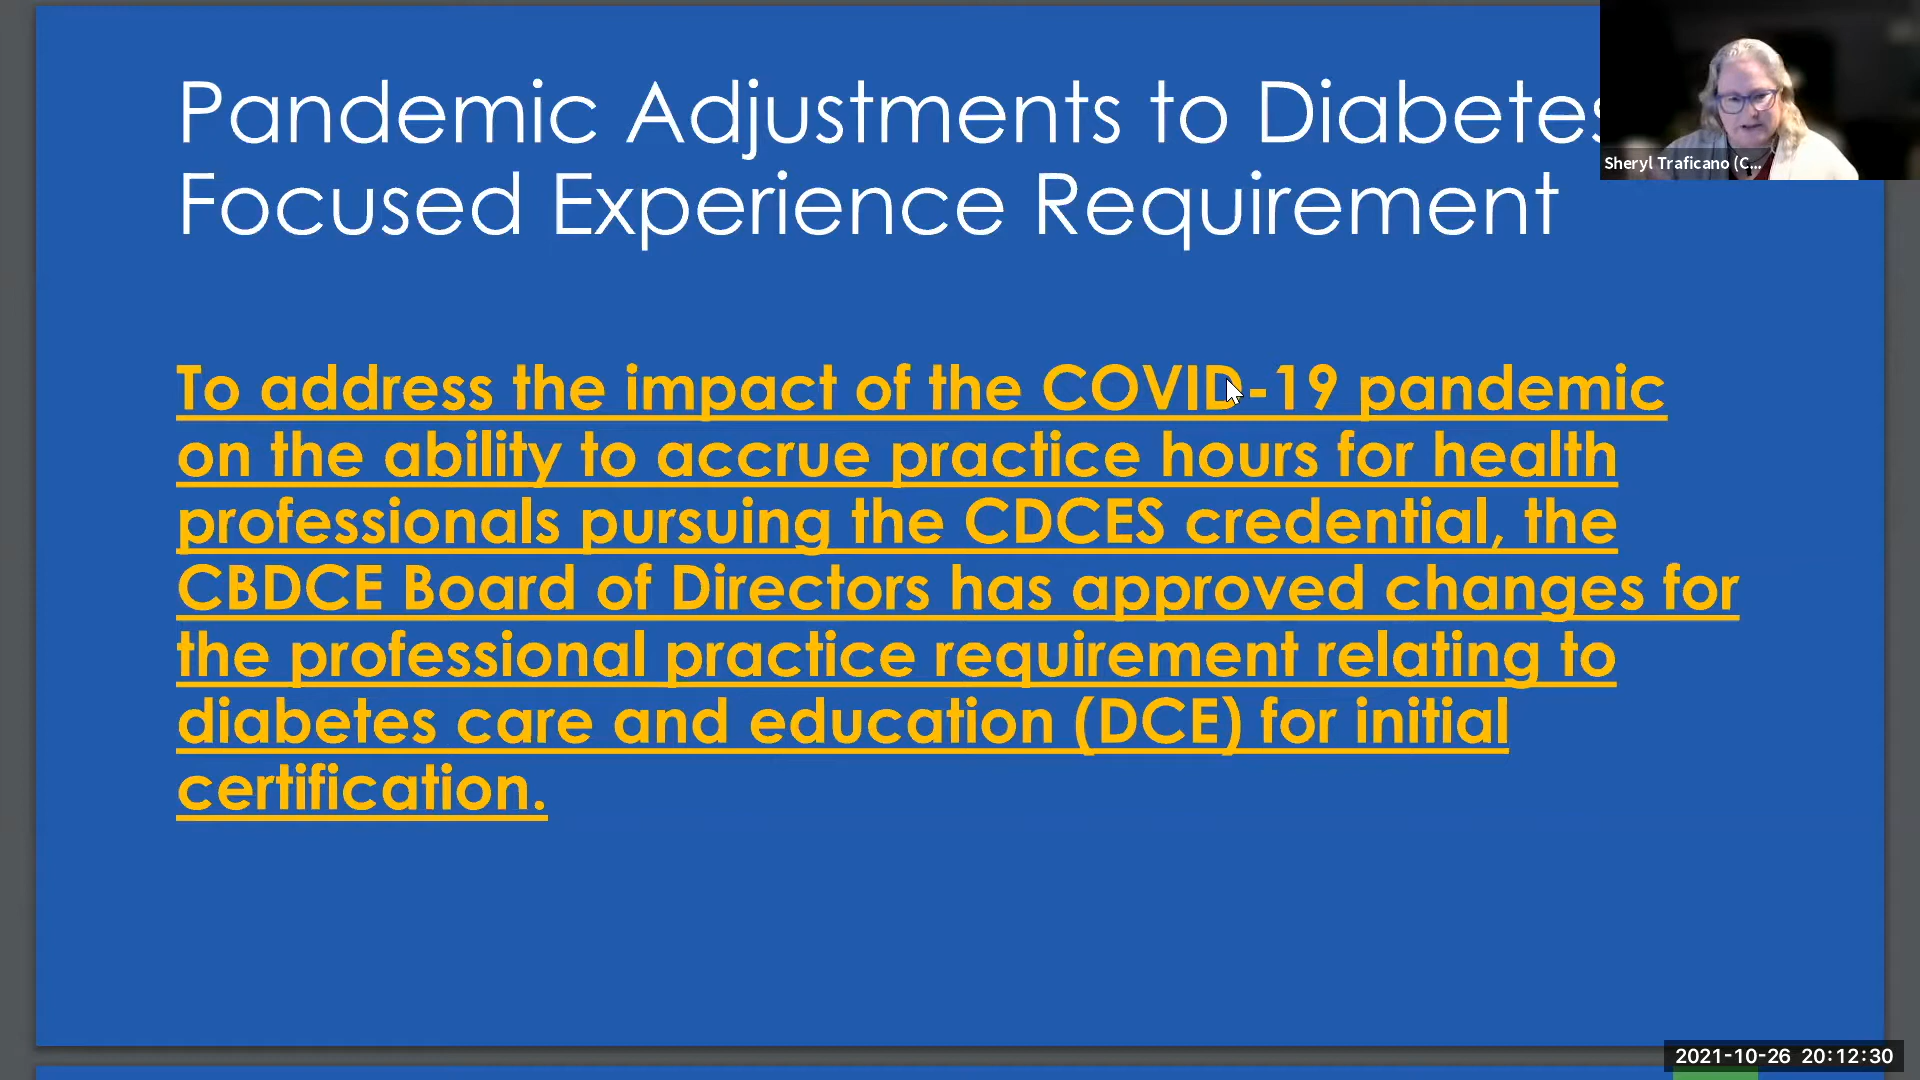 Pandemic Adjustments to Diabetes
Focused Experience Requirement
Sheryl Traficano (C...
To address the impact of the COVID-19 pandemic
on the ability to accrue practice hours for health
professionals pursuing the CDCES credential, the
CBDCE Board of Directors has approved changes for
the professional practice requirement relating to
diabetes care and education (DCE) for initial
certification.
2021-10-26 20:12:30